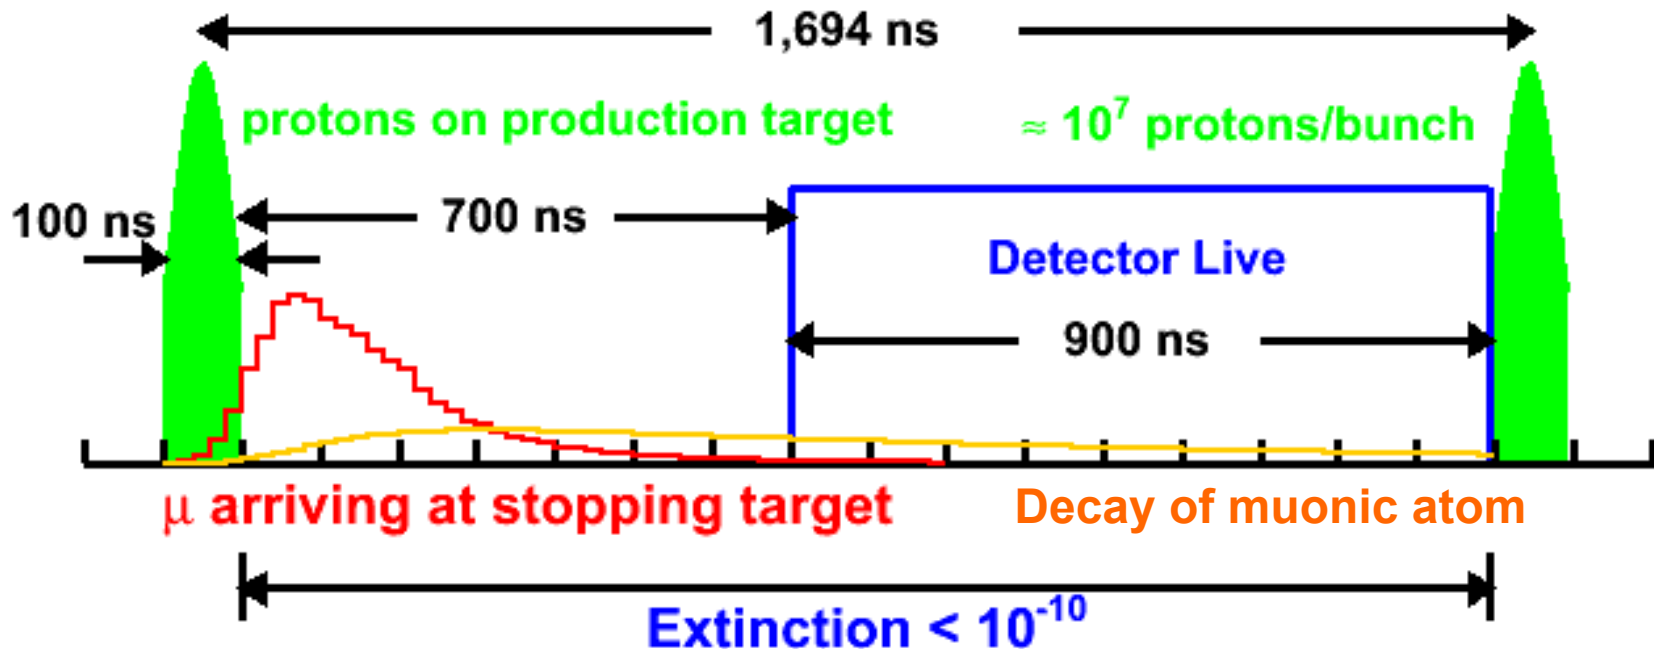 1,694 ns
protons on production target
≈ 10⁷ protons/bunch
100 ns
700 ns
Detector Live
900 ns
μ arriving at stopping target
Decay of muonic atom
Extinction < 10⁻¹⁰